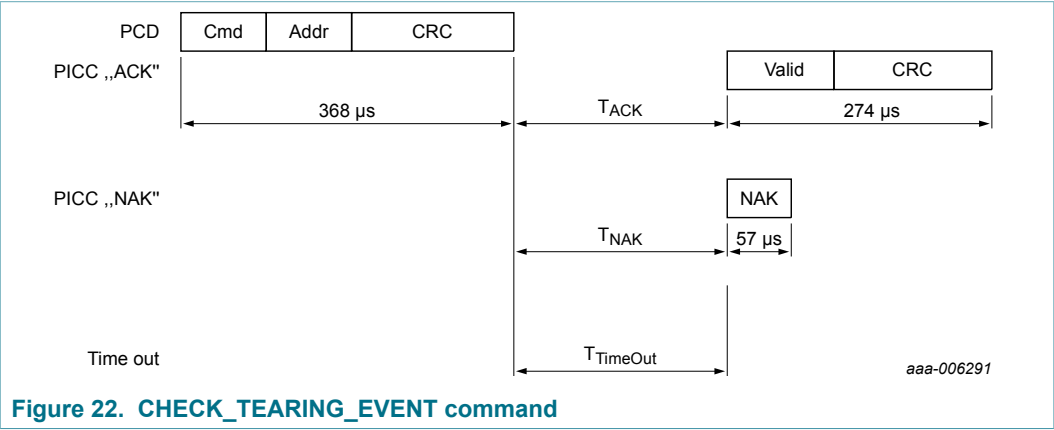 PCD Cmd Addr CRC
PICC ,,ACK" Valid CRC
368 µs TACK 274 µs
PICC ,,NAK" NAK
TNAK 57 µs
Time out TTimeOut aaa-006291
Figure 22. CHECK_TEARING_EVENT command